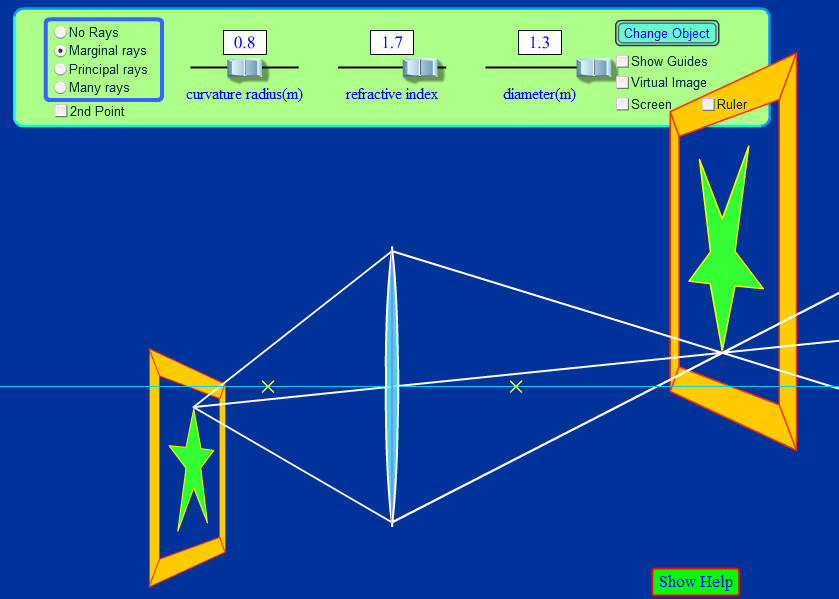 No Rays
Marginal rays
Principal rays
Many rays
2nd Point
0.8
curvature radius(m)
1.7
refractive index
1.3
diameter(m)
Change Object
Show Guides
Virtual Image
Screen
Ruler
Show Help